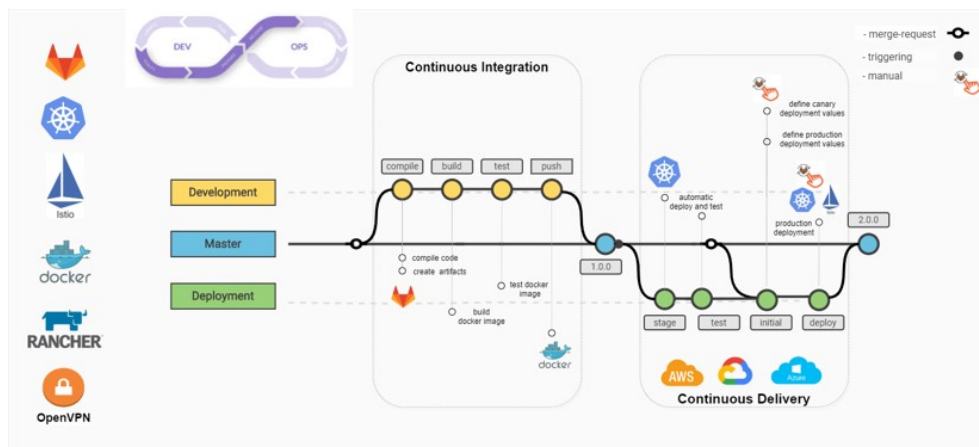 DEV
OPS
Continuous Integration
- merge-request
- triggering
- manual
define canary
deployment values
define production
deployment values
compile
build
test
push
Development
automatic
deploy and test
Istio
production
deployment
Istio
Master
2.0.0
compile code
create artifacts
1.0.0
docker
Deployment
test docker
image
build
docker image
stage
test
initial
deploy
RANCHER
docker
AWS
Azure
OpenVPN
Continuous Delivery